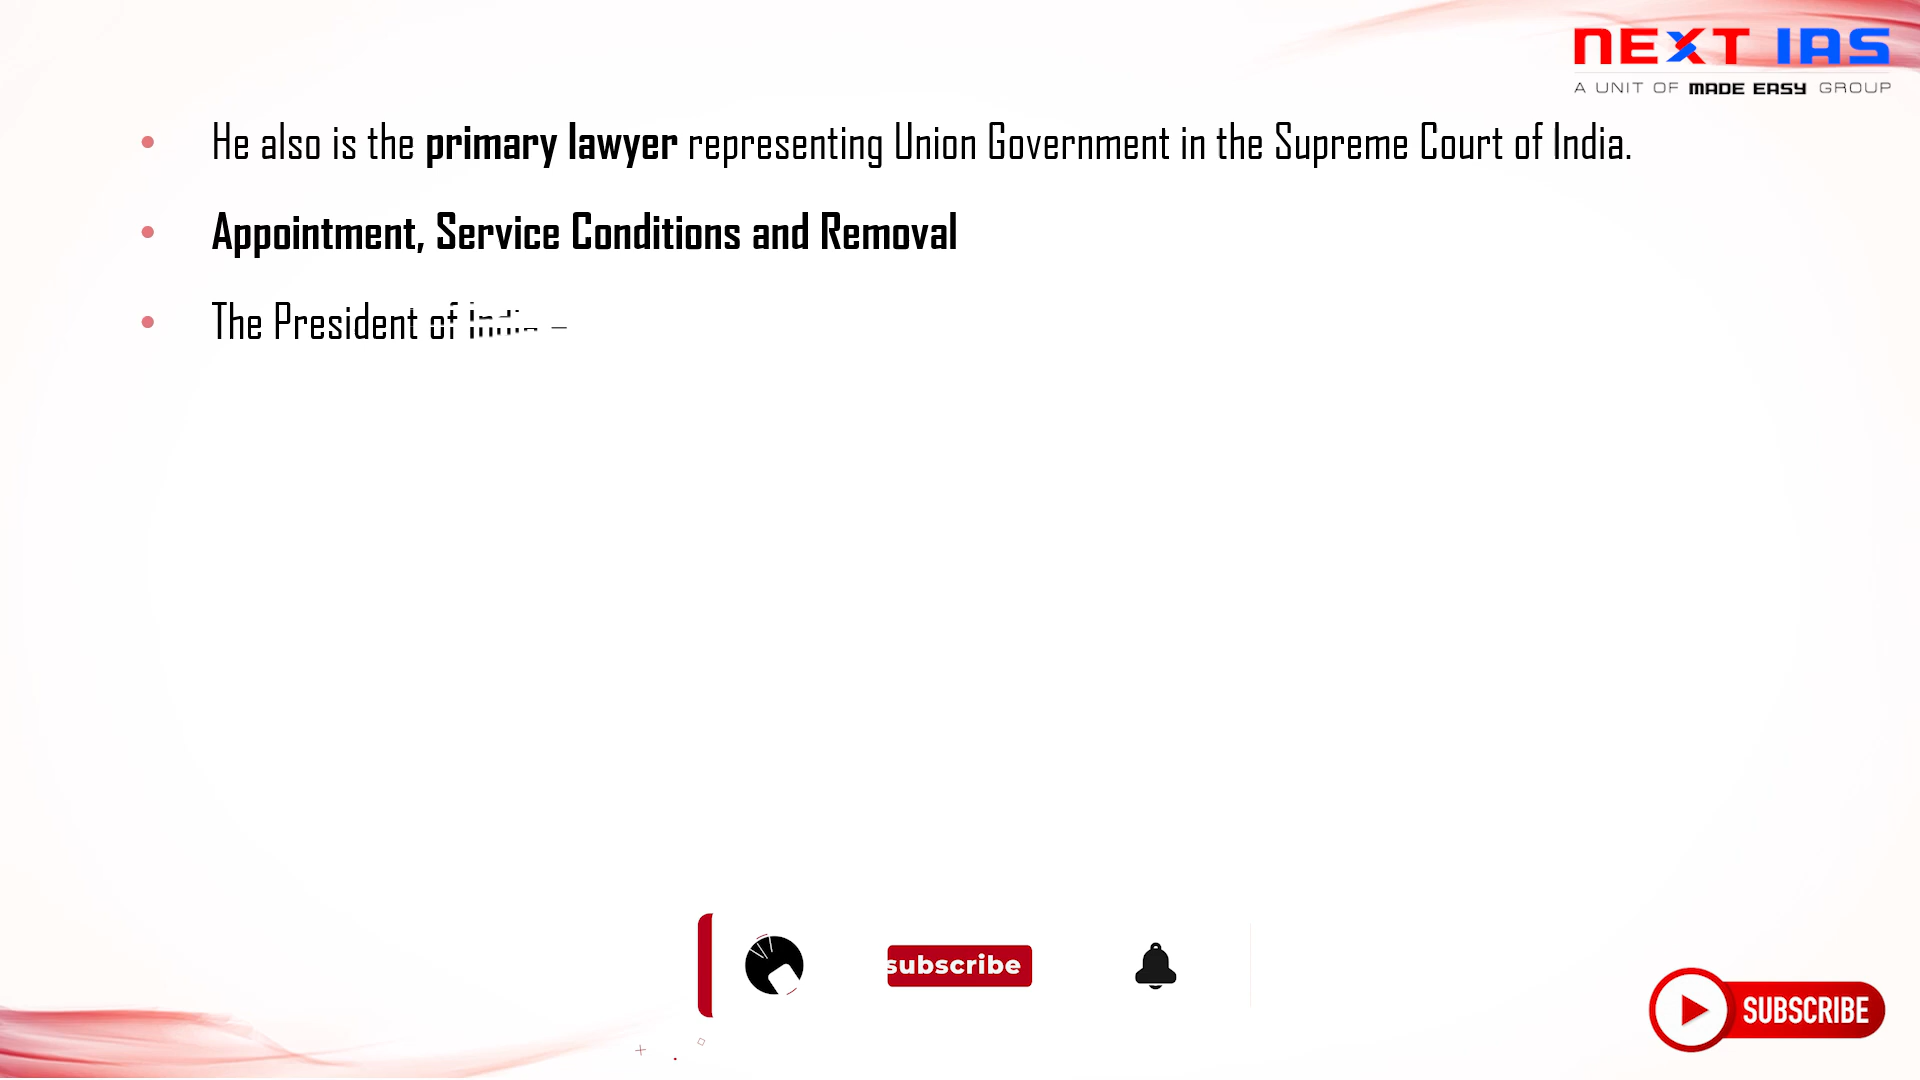 NEXT IAS
A UNIT OF MADE EASY GROUP
• He also is the primary lawyer representing Union Government in the Supreme Court of India.
• Appointment, Service Conditions and Removal
• The President of India –
subscribe
SUBSCRIBE